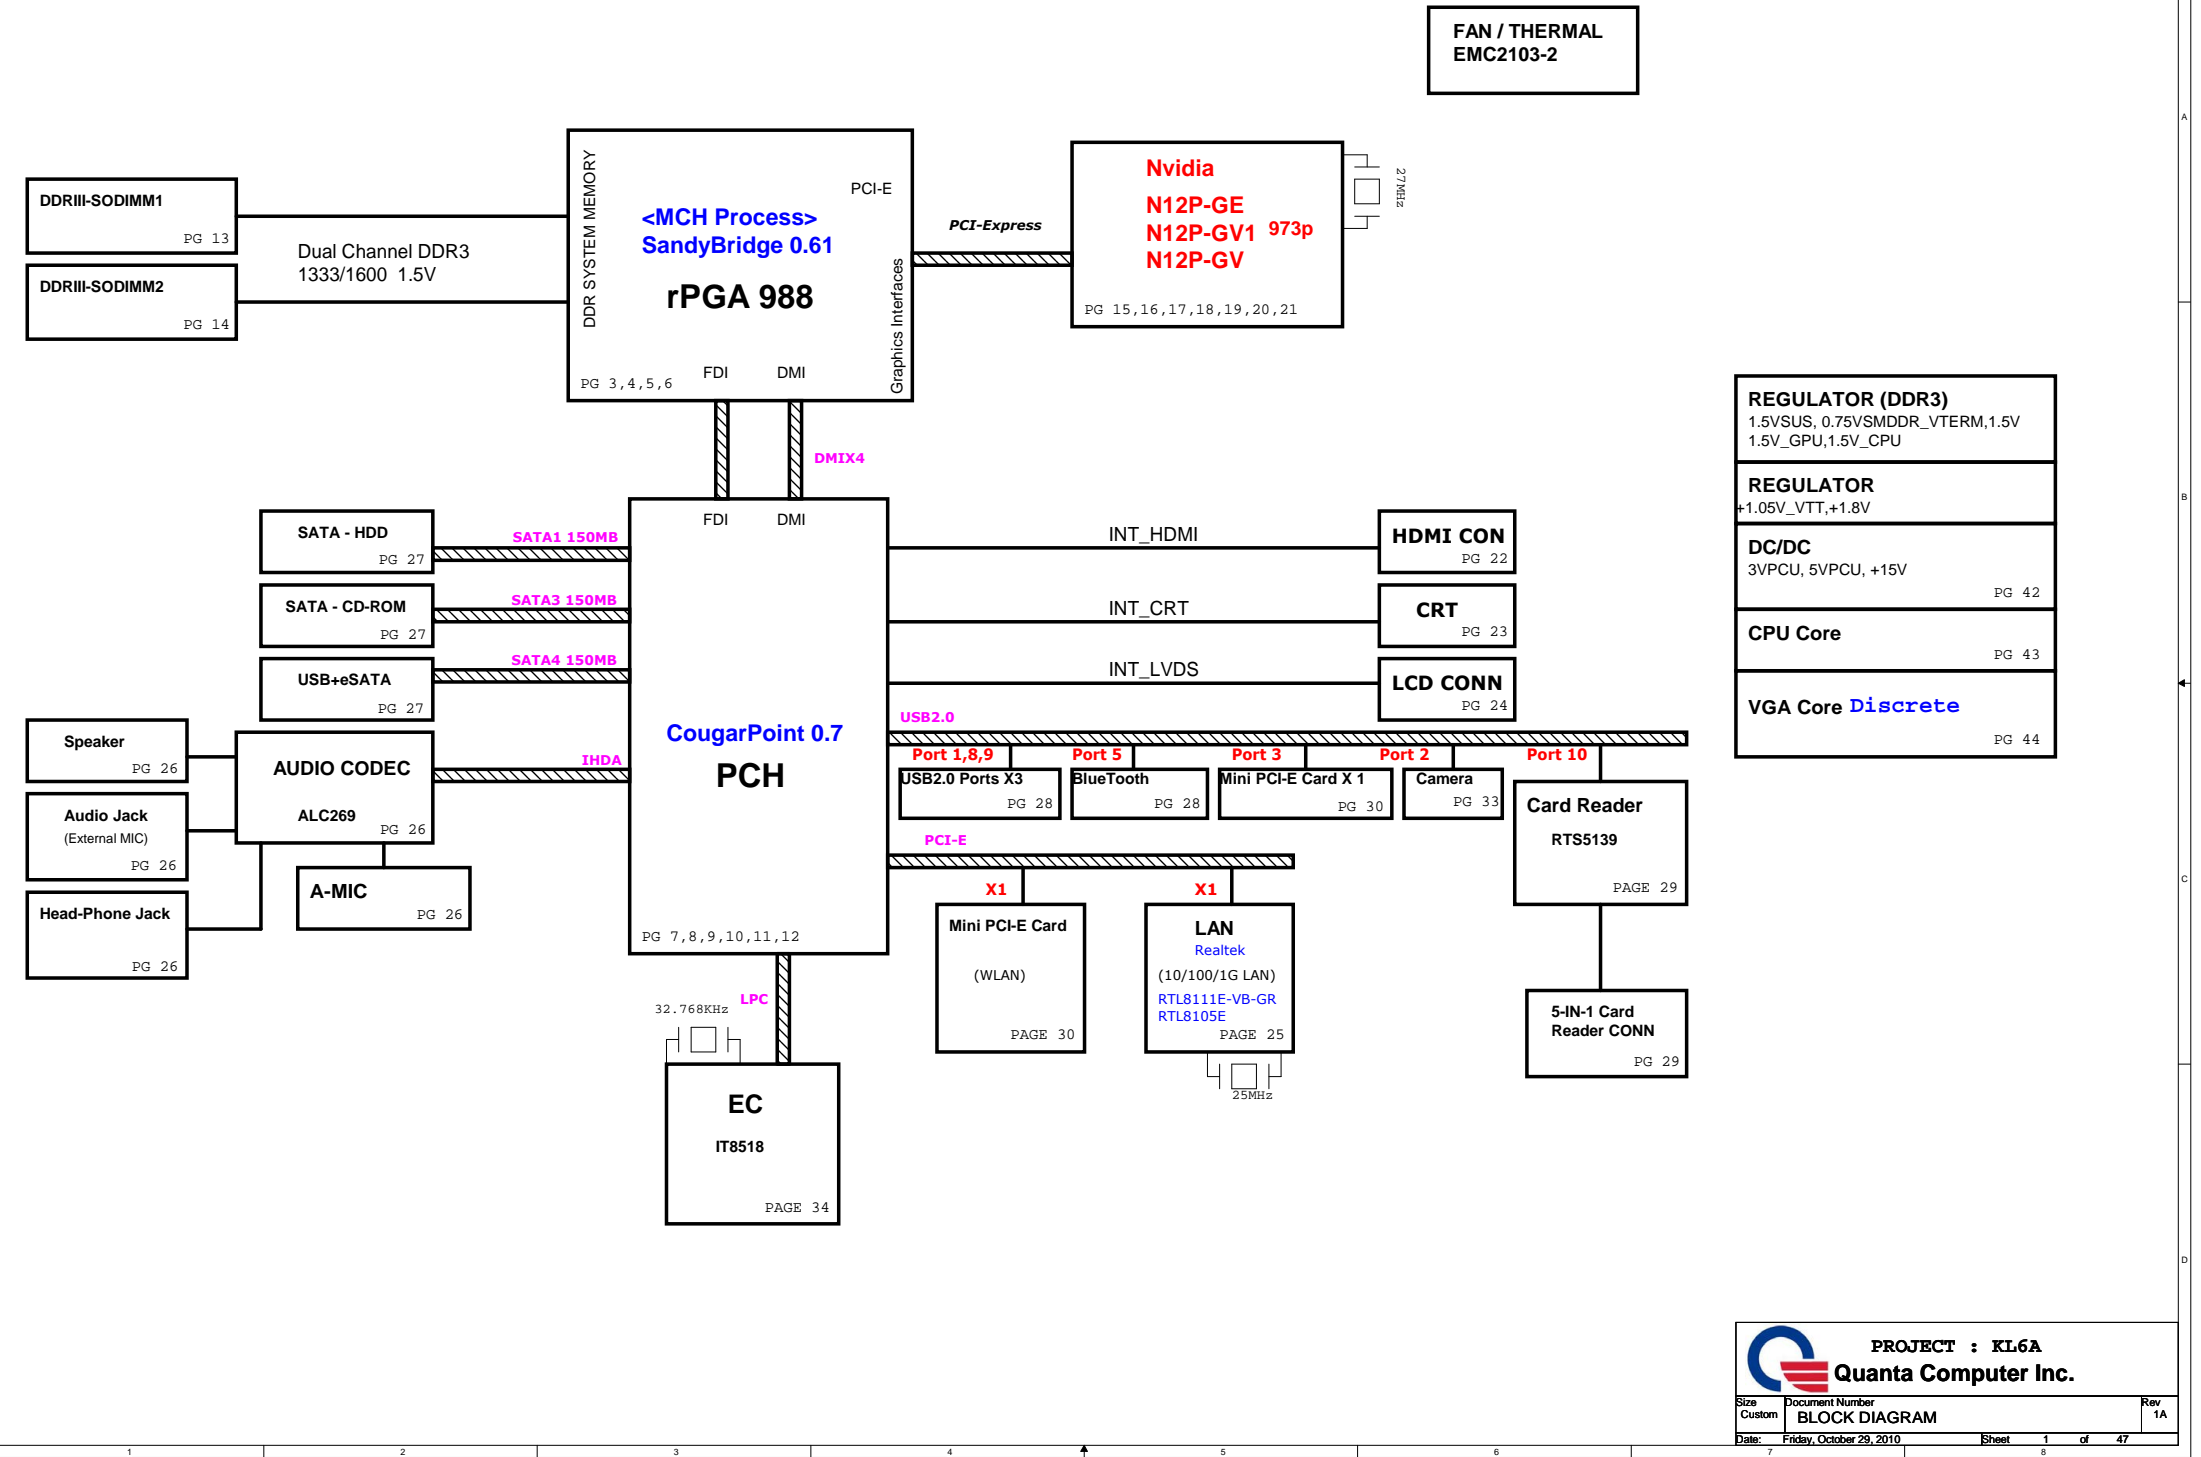 FAN / THERMAL
EMC2103-2
DDRIII-SODIMM1
PG 13
DDRIII-SODIMM2
PG 14
Dual Channel DDR3
1333/1600  1.5V
DDR SYSTEM MEMORY
PCI-E
<MCH Process>
SandyBridge 0.61
rPGA 988
Graphics Interfaces
PG 3,4,5,6
FDI
DMI
PCI-Express
Nvidia
N12P-GE
N12P-GV1 973p
N12P-GV
PG 15,16,17,18,19,20,21
27MHz
DMIX4
REGULATOR (DDR3)
1.5VSUS, 0.75VSMDDR_VTERM,1.5V
1.5V_GPU,1.5V_CPU
REGULATOR
+1.05V_VTT,+1.8V
DC/DC
3VPCU, 5VPCU, +15V
PG 42
CPU Core
PG 43
VGA Core Discrete
PG 44
SATA - HDD
PG 27
SATA1 150MB
SATA - CD-ROM
PG 27
SATA3 150MB
USB+eSATA
PG 27
SATA4 150MB
FDI
DMI
CougarPoint 0.7
PCH
PG 7,8,9,10,11,12
INT_HDMI
HDMI CON
PG 22
INT_CRT
CRT
PG 23
INT_LVDS
LCD CONN
PG 24
Speaker
PG 26
Audio Jack
(External MIC)
PG 26
Head-Phone Jack
PG 26
AUDIO CODEC
ALC269
PG 26
IHDA
A-MIC
PG 26
USB2.0
Port 1,8,9
USB2.0 Ports X3
PG 28
Port 5
BlueTooth
PG 28
Port 3
Mini PCI-E Card X 1
PG 30
Port 2
Camera
PG 33
Port 10
Card Reader
RTS5139
PAGE 29
5-IN-1 Card
Reader CONN
PG 29
PCI-E
X1
Mini PCI-E Card
(WLAN)
PAGE 30
X1
LAN
Realtek
(10/100/1G LAN)
RTL8111E-VB-GR
RTL8105E
PAGE 25
25MHz
LPC
32.768KHz
EC
IT8518
PAGE 34
A
B
C
D
PROJECT : KL6A
Quanta Computer Inc.
Size
Custom
Document Number
BLOCK DIAGRAM
Rev
1A
Date: Friday, October 29, 2010
Sheet 1 of 47
1 2 3 4 5 6 7 8